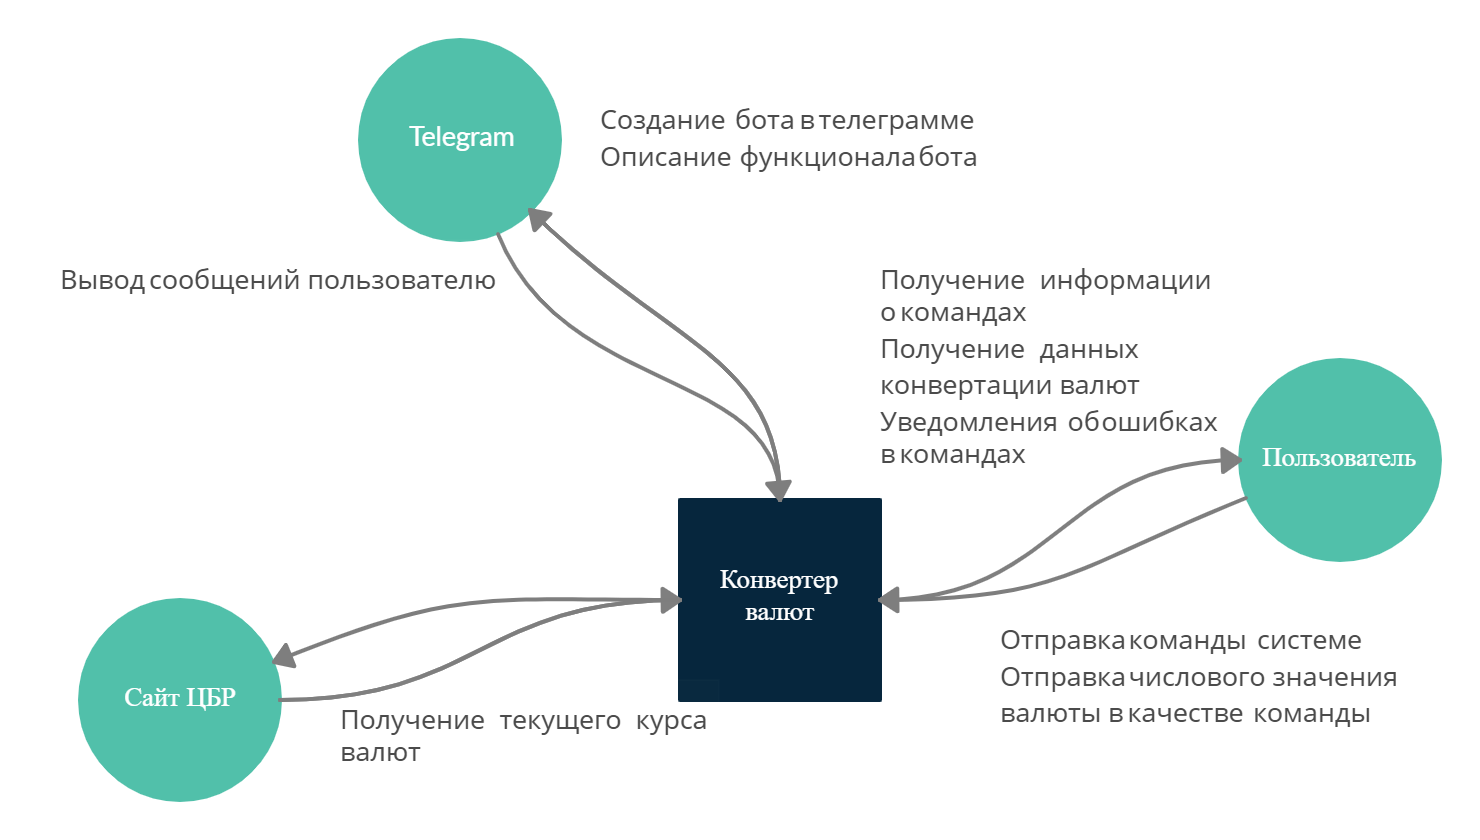 Telegram
Создание бота в телеграмме
Описание функционала бота
Вывод сообщений пользователю
Получение информации
о командах
Получение данных
конвертации валют
Уведомления об ошибках
в командах
Пользователь
Конвертер
валют
Отправка команды системе
Отправка числового значения
валюты в качестве команды
Сайт ЦБР
Получение текущего курса
валют